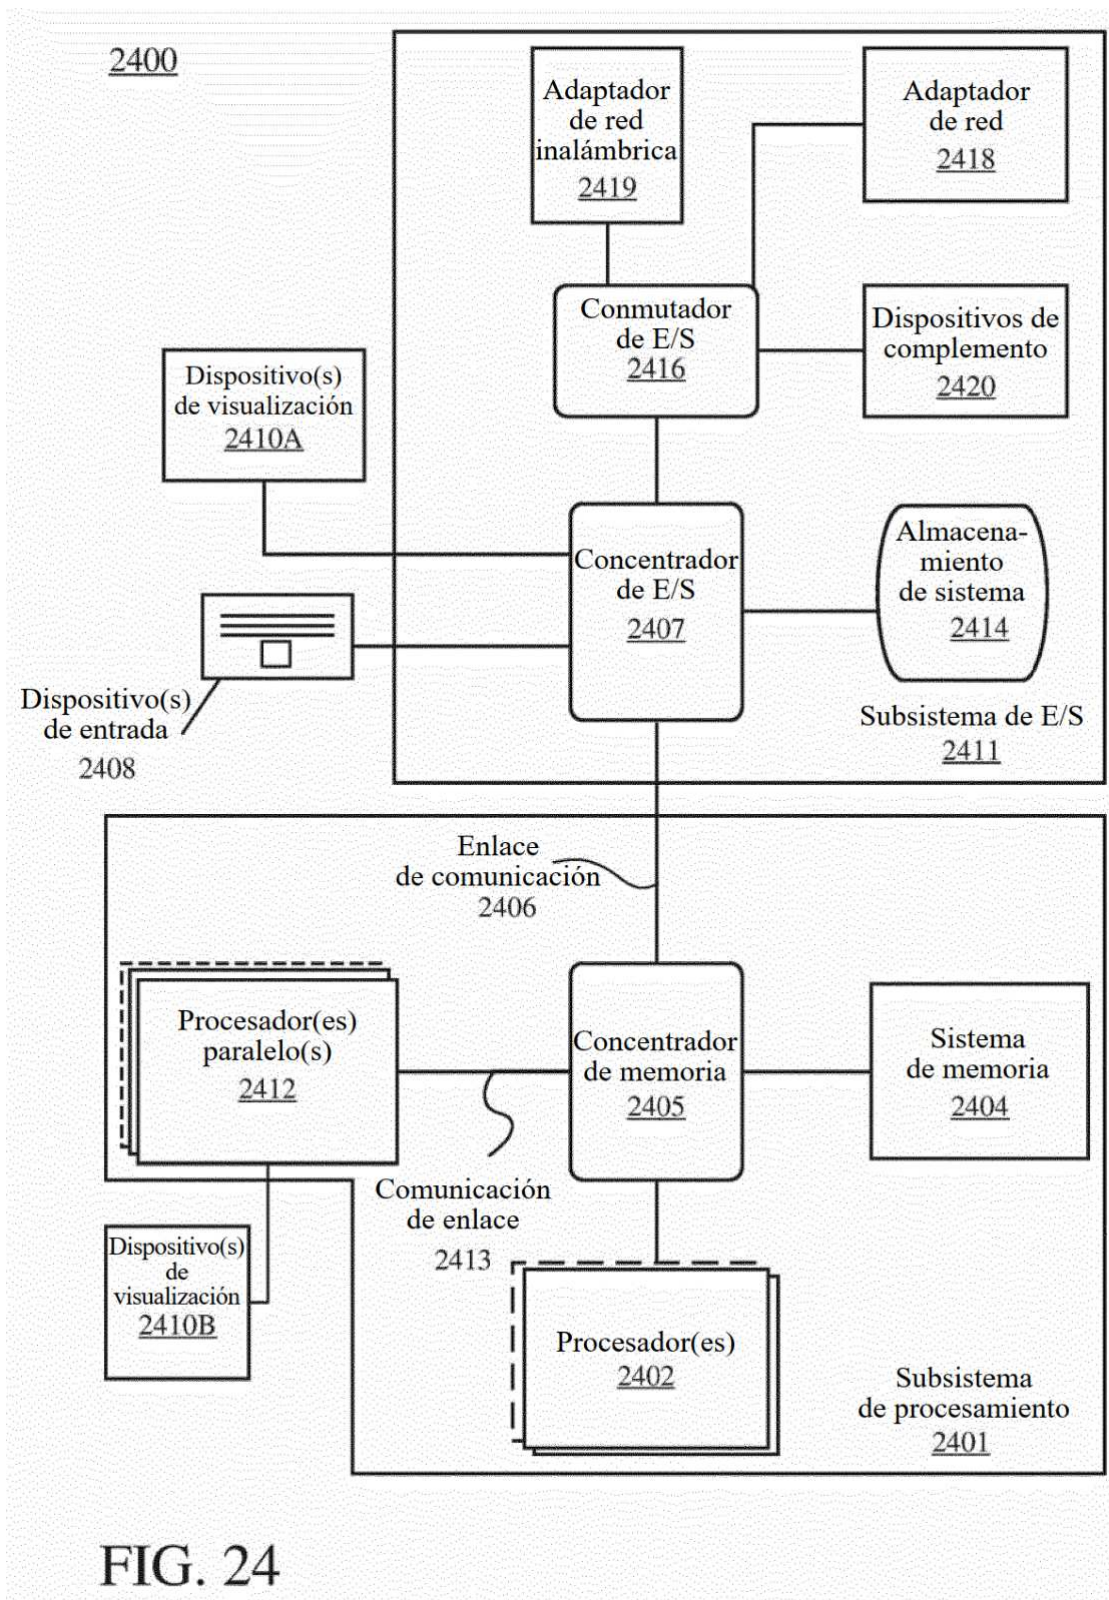 2400
Adaptador
de red
inalámbrica
2419
Adaptador
de red
2418
Conmutador
de E/S
2416
Dispositivos de
complemento
2420
Dispositivo(s)
de visualización
2410A
Concentrador
de E/S
2407
Almacena-
miento
de sistema
2414
Dispositivo(s)
de entrada
2408
Subsistema de E/S
2411
Enlace
de comunicación
2406
Procesador(es)
paralelo(s)
2412
Concentrador
de memoria
2405
Sistema
de memoria
2404
Comunicación
de enlace
2413
Dispositivo(s)
de
visualización
2410B
Procesador(es)
2402
Subsistema
de procesamiento
2401
FIG. 24